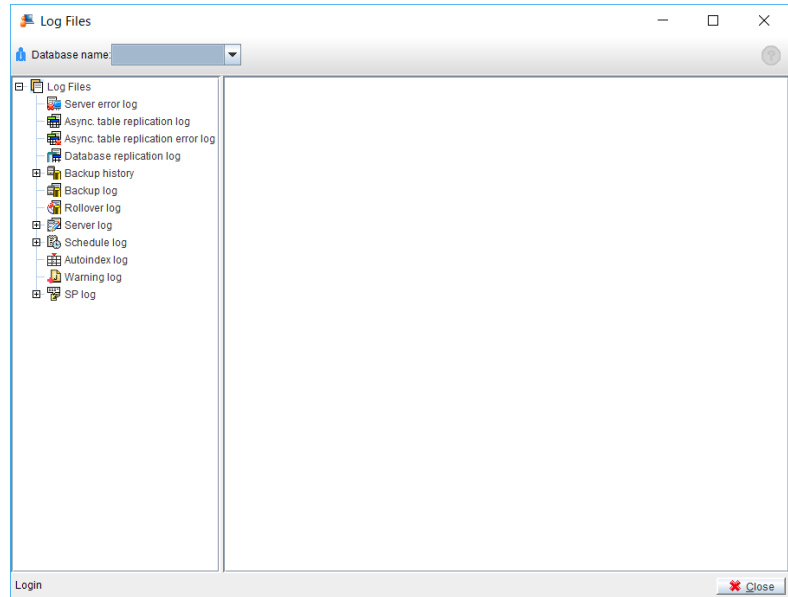 Log Files
Database name:
Log Files
Server error log
Async. table replication log
Async. table replication error log
Database replication log
Backup history
Backup log
Rollover log
Server log
Schedule log
Autoindex log
Warning log
SP log
Login
Close